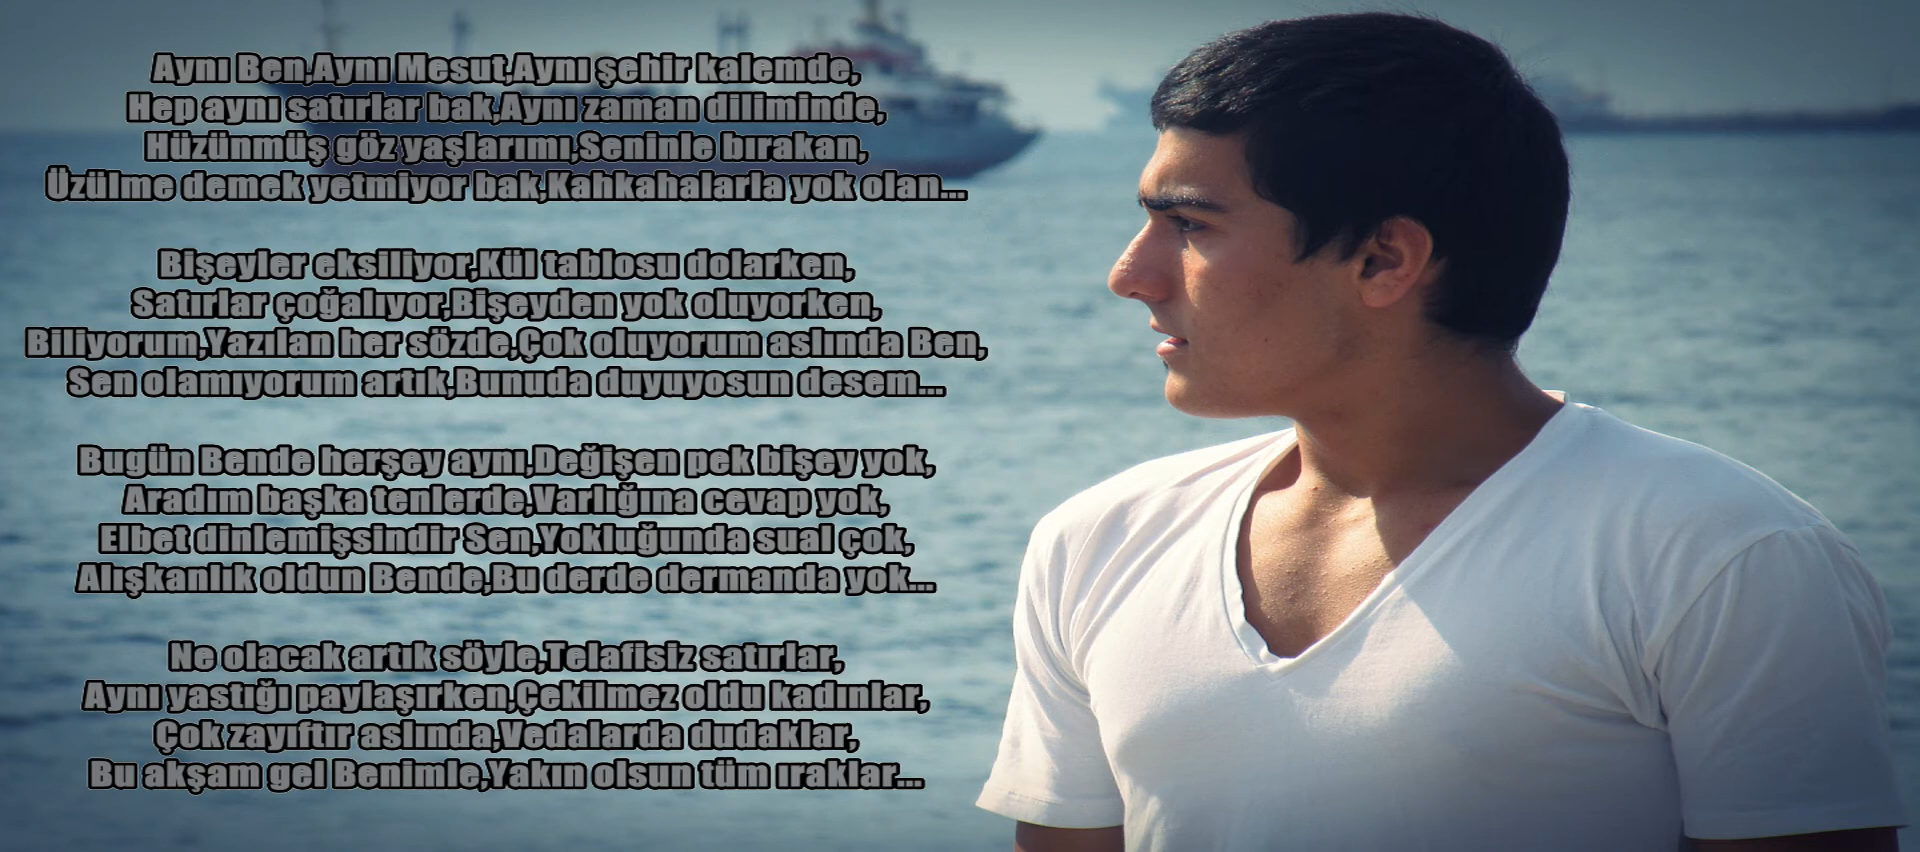 Aynı Ben,Aynı Mesut,Aynı şehir kalemde,
Hep aynı satırlar bak,Aynı zaman diliminde,
Hüzünmüş göz yaşlarımı,Seninle bırakan,
Üzülme demek yetmiyor bak,Kahkahalarla yok olan...
Bişeyler eksiliyor,Kül tablosu dolarken,
Satırlar çoğalıyor,Bişeyden yok oluyorken,
Biliyorum,Yazılan her sözde,Çok oluyorum aslında Ben,
Sen olamıyorum artık,Bunuda duyuyosun desem...
Bugün Bende herşey aynı,Değişen pek bişey yok,
Aradım başka tenlerde,Varlığına cevap yok,
Elbet dinlemişsindir Sen,Yokluğunda sual çok,
Alışkanlık oldun Bende,Bu derde dermanda yok...
Ne olacak artık söyle,Telafisiz satırlar,
Aynı yastığı paylaşırken,Çekilmez oldu kadınlar,
Çok zayıftır aslında,Vedalarda dudaklar,
Bu akşam gel Benimle,Yakın olsun tüm ıraklar...